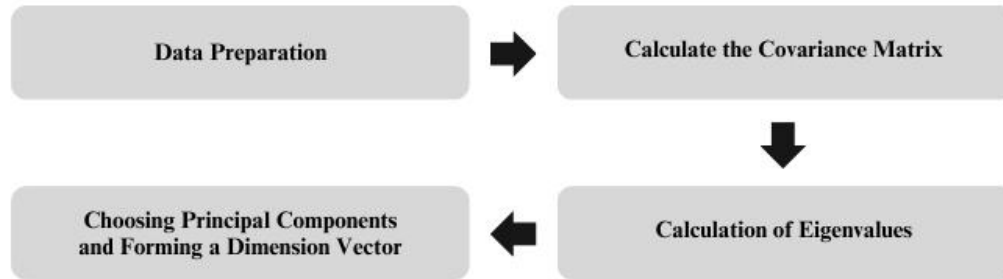 Data Preparation
Calculate the Covariance Matrix
Calculation of Eigenvalues
Choosing Principal Components
and Forming a Dimension Vector